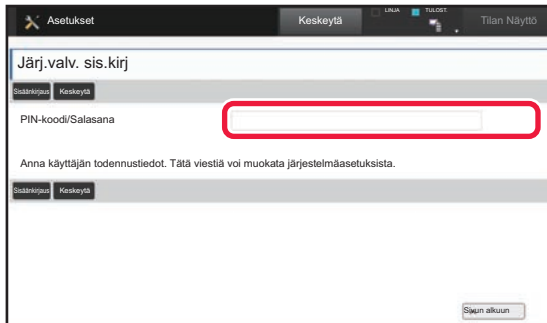 Asetukset
Keskeytä
LINJA
TULOST.
Tilan Näyttö
Järj.valv. sis.kirj
Sisäänkirjaus Keskeytä
PIN-koodi/Salasana
Anna käyttäjän todennustiedot. Tätä viestiä voi muokata järjestelmäasetuksista.
Sisäänkirjaus Keskeytä
Sivun alkuun